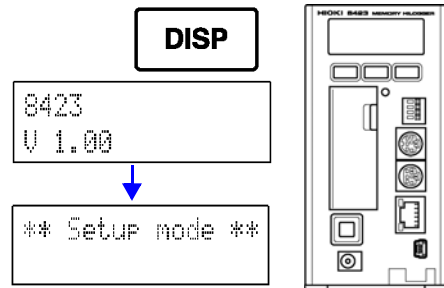 DISP
8423
V 1.00
** Setup mode **
HIOKI 8423 MEMORY HiLOGGER